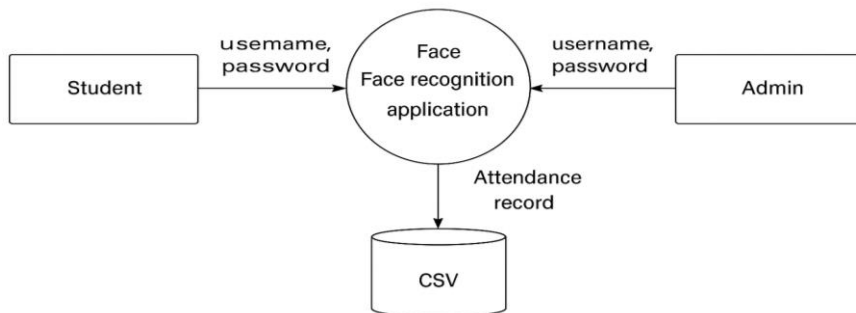 Student
usemame,
password
Face
Face recognition
application
username,
password
Admin
Attendance
record
CSV